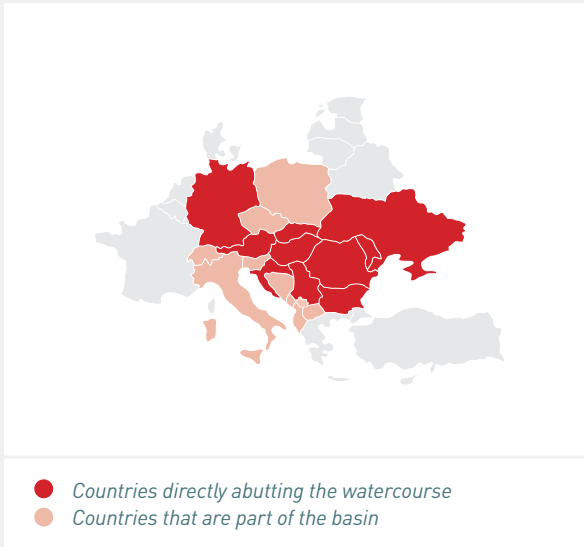 Countries directly abutting the watercourse
Countries that are part of the basin